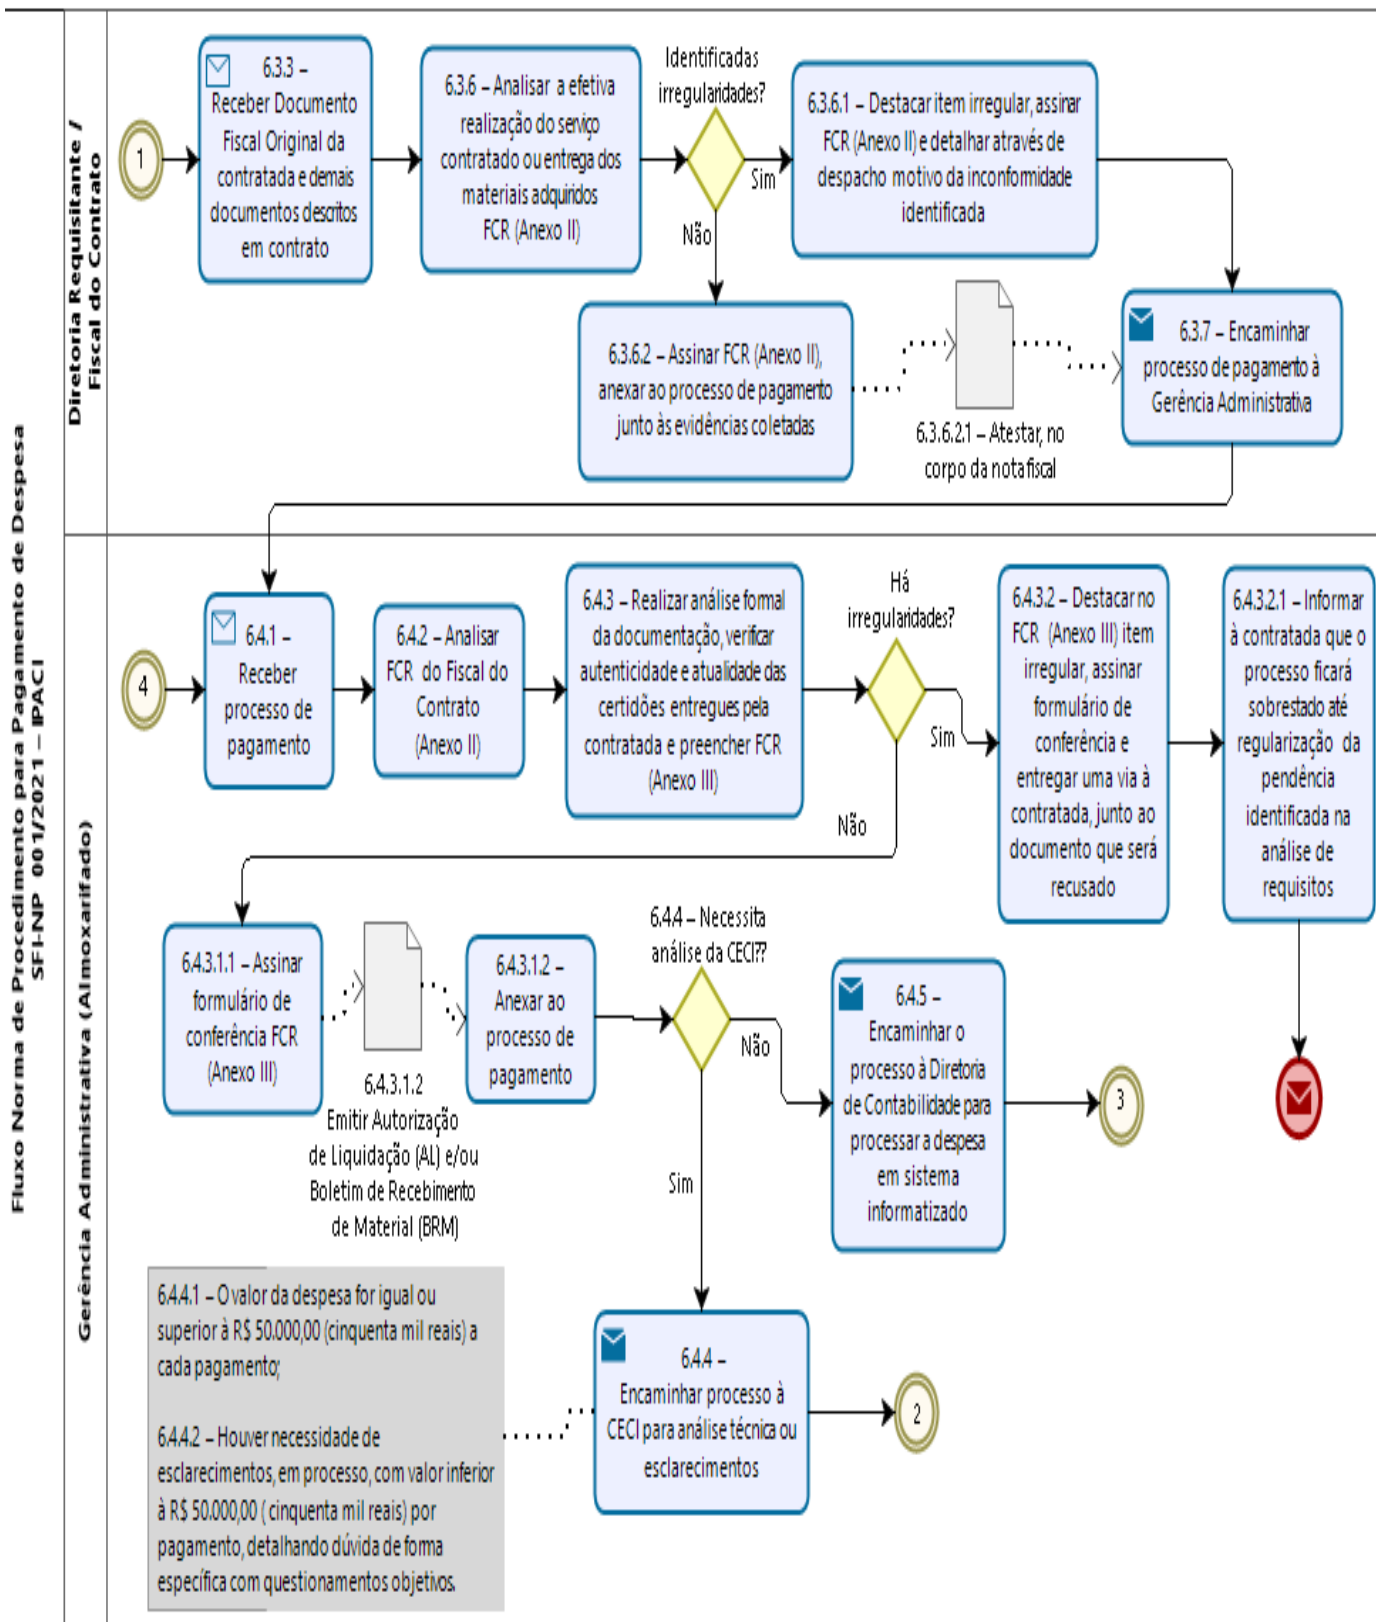 Fluxo Norma de Procedimento para Pagamento de Despesa
SFI-NP 001/2021 – IPACI
Diretoria Requisitante /
Fiscal do Contrato
1
6.3.3 –
Receber Documento
Fiscal Original da
contratada e demais
documentos descritos
em contrato
6.3.6 – Analisar a efetiva
realização do serviço
contratado ou entrega dos
materiais adquiridos
FCR (Anexo II)
Identificadas
irregularidades?
Sim
Não
6.3.6.1 – Destacar item irregular, assinar
FCR (Anexo II) e detalhar através de
despacho motivo da inconformidade
identificada
6.3.6.2 – Assinar FCR (Anexo II),
anexar ao processo de pagamento
junto às evidências coletadas
6.3.6.2.1 – Atestar, no
corpo da nota fiscal
6.3.7 – Encaminhar
processo de pagamento à
Gerência Administrativa
Gerência Administrativa (Almoxarifado)
4
6.4.1 –
Receber
processo de
pagamento
6.4.2 – Analisar
FCR do Fiscal do
Contrato
(Anexo II)
6.4.3 – Realizar análise formal
da documentação, verificar
autenticidade e atualidade das
certidões entregues pela
contratada e preencher FCR
(Anexo III)
Há
irregularidades?
Sim
Não
6.4.3.2 – Destacar no
FCR (Anexo III) item
irregular, assinar
formulário de
conferência e
entregar uma via à
contratada, junto ao
documento que será
recusado
6.4.3.2.1 – Informar
à contratada que o
processo ficará
sobrestado até
regularização da
pendência
identificada na
análise de
requisitos
6.4.3.1.1 – Assinar
formulário de
conferência FCR
(Anexo III)
6.4.3.1.2
Emitir Autorização
de Liquidação (AL) e/ou
Boletim de Recebimento
de Material (BRM)
6.4.3.1.2 –
Anexar ao
processo de
pagamento
6.4.4 – Necessita
análise da CECI??
Não
Sim
6.4.5 –
Encaminhar o
processo à Diretoria
de Contabilidade para
processar a despesa
em sistema
informatizado
3
6.4.4.1 – O valor da despesa for igual ou
superior à R$ 50.000,00 (cinquenta mil reais) a
cada pagamento;
6.4.4.2 – Houver necessidade de
esclarecimentos, em processo, com valor inferior
à R$ 50.000,00 ( cinquenta mil reais) por
pagamento, detalhando dúvida de forma
específica com questionamentos objetivos.
6.4.4 –
Encaminhar processo à
CECI para análise técnica ou
esclarecimentos
2